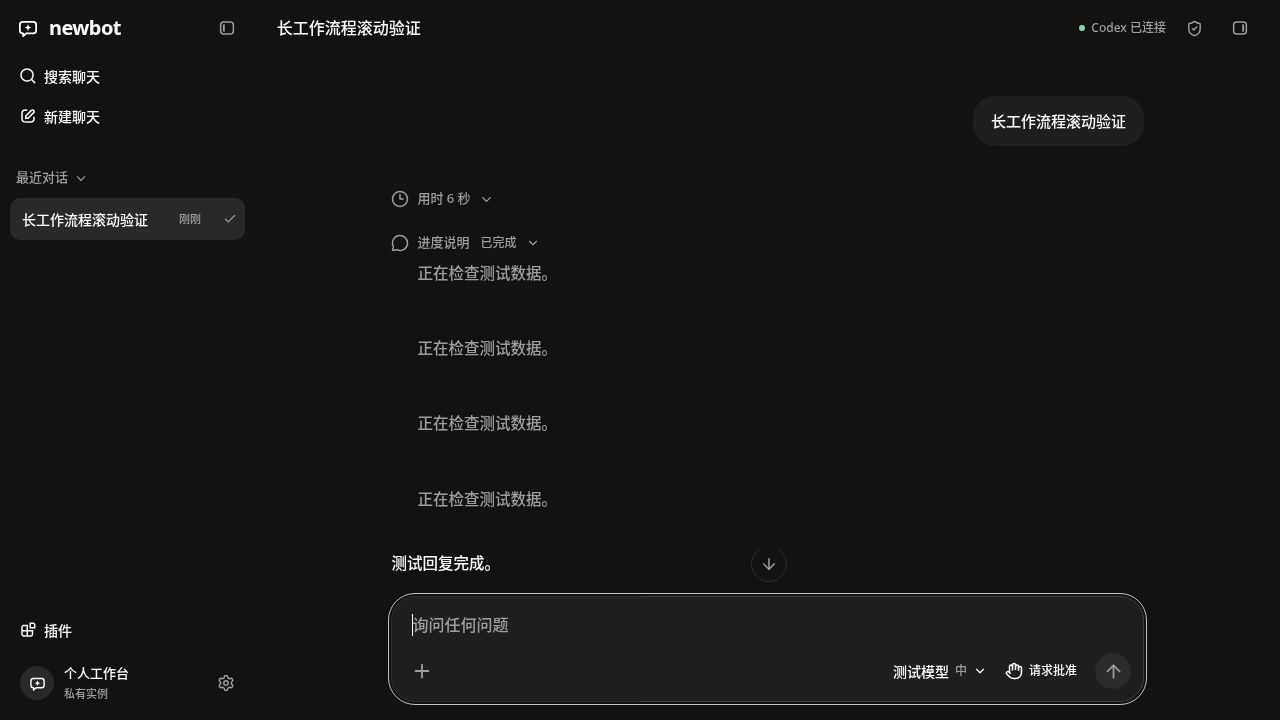 newbot
长工作流程滚动验证
Codex 已连接
搜索聊天
新建聊天
最近对话
长工作流程滚动验证 刚刚
长工作流程滚动验证
用时 6 秒
进度说明 已完成
正在检查测试数据。
正在检查测试数据。
正在检查测试数据。
正在检查测试数据。
测试回复完成。
询问任何问题
测试模型 中
请求批准
插件
个人工作台
私有实例